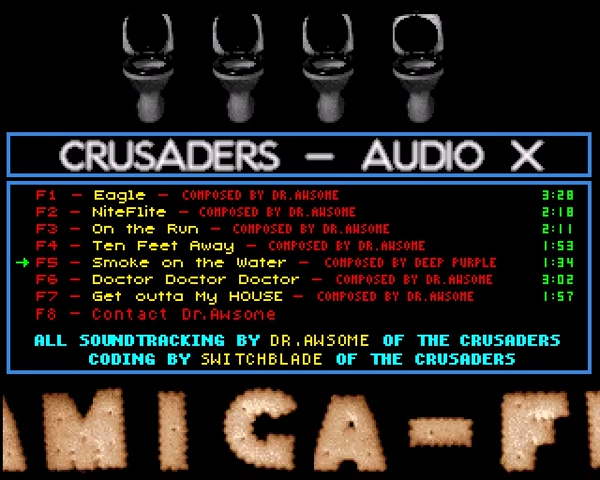 CRUSADERS – AUDIO X
F1 – Eagle – COMPOSED BY DR.AWSOME 3:28
F2 – NiteFlite – COMPOSED BY DR.AWSOME 2:18
F3 – On the Run – COMPOSED BY DR.AWSOME 2:11
F4 – Ten Feet Away – COMPOSED BY DR.AWSOME 1:53
→ F5 – Smoke on the Water – COMPOSED BY DEEP PURPLE 1:34
F6 – Doctor Doctor Doctor – COMPOSED BY DR.AWSOME 3:02
F7 – Get outta My HOUSE – COMPOSED BY DR.AWSOME 1:57
F8 – Contact Dr.Awsome
ALL SOUNDTRACKING BY DR.AWSOME OF THE CRUSADERS
CODING BY SWITCHBLADE OF THE CRUSADERS
AMIGA–F